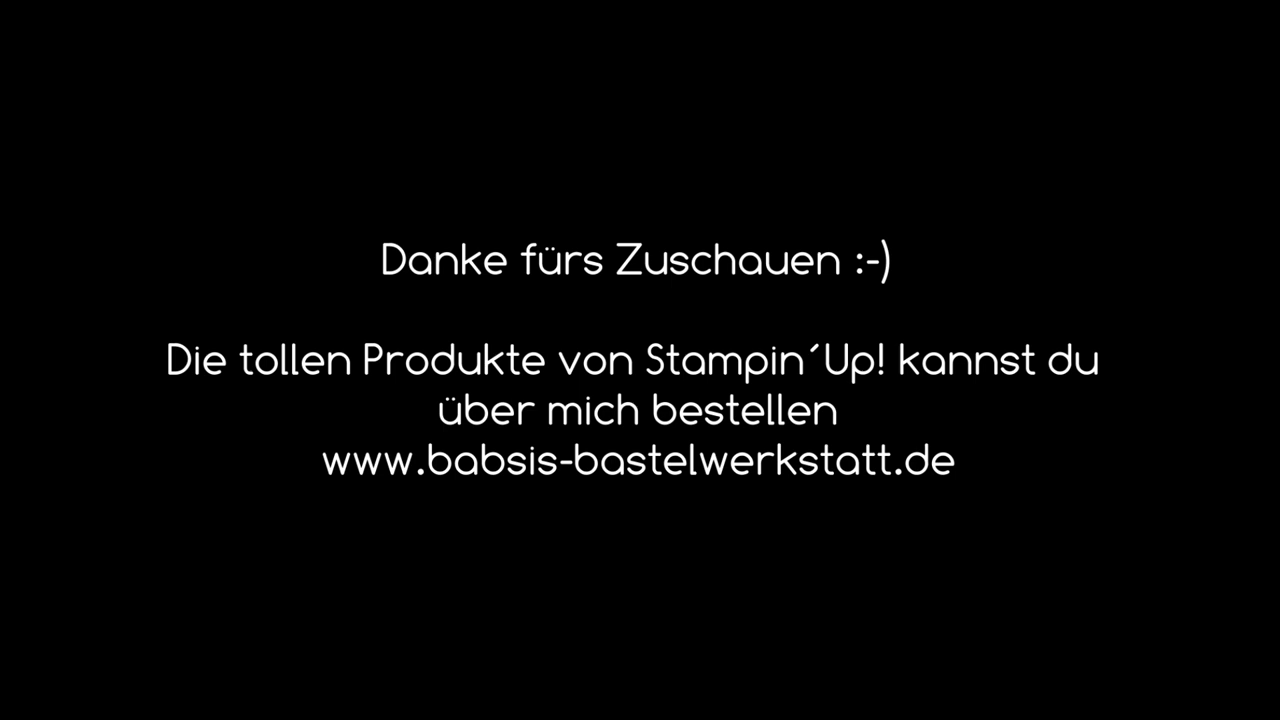 Danke fürs Zuschauen :-)
Die tollen Produkte von Stampin´Up! kannst du
über mich bestellen
www.babsis-bastelwerkstatt.de